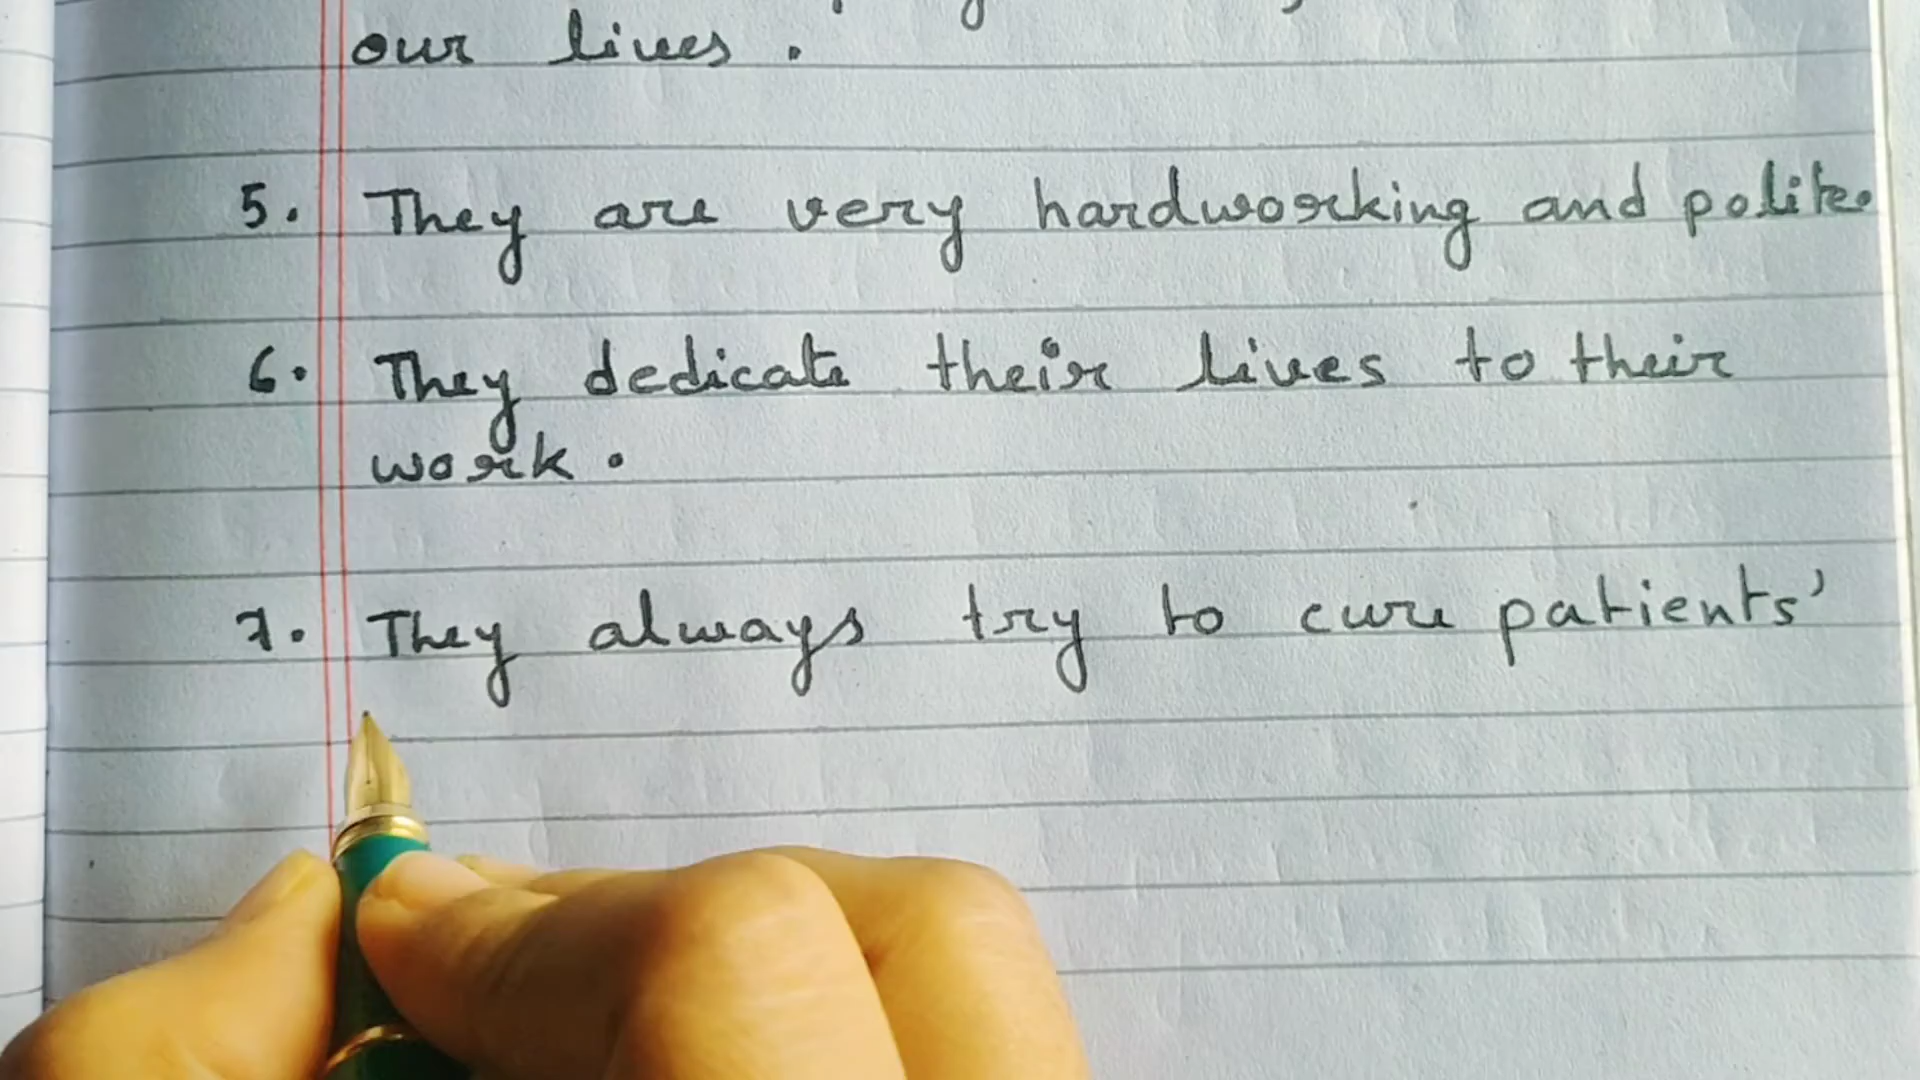 our lives.
5. They are very hardworking and polite.
6. They dedicate their lives to their
work.
7. They always try to cure patients'